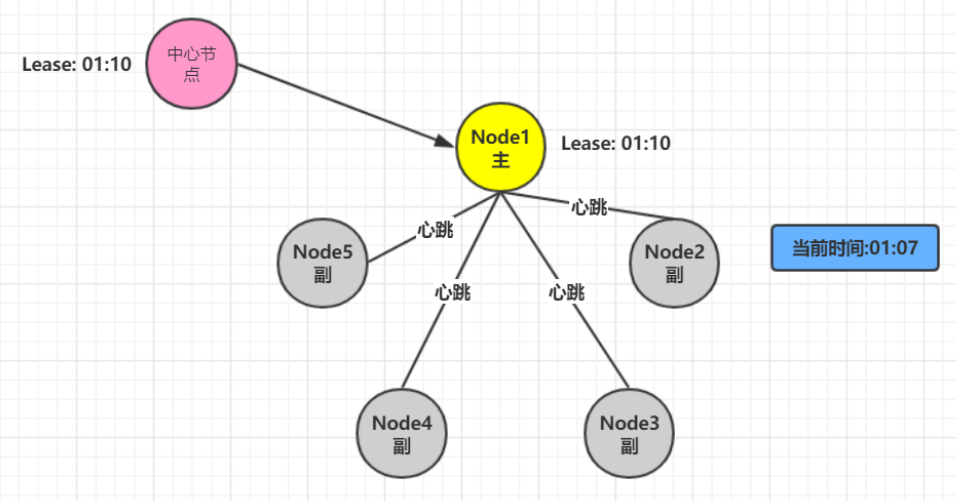 Lease: 01:10
中心节
点
Node1
主
Lease: 01:10
心跳
心跳
Node5
副
Node2
副
当前时间:01:07
心跳
心跳
Node4
副
Node3
副